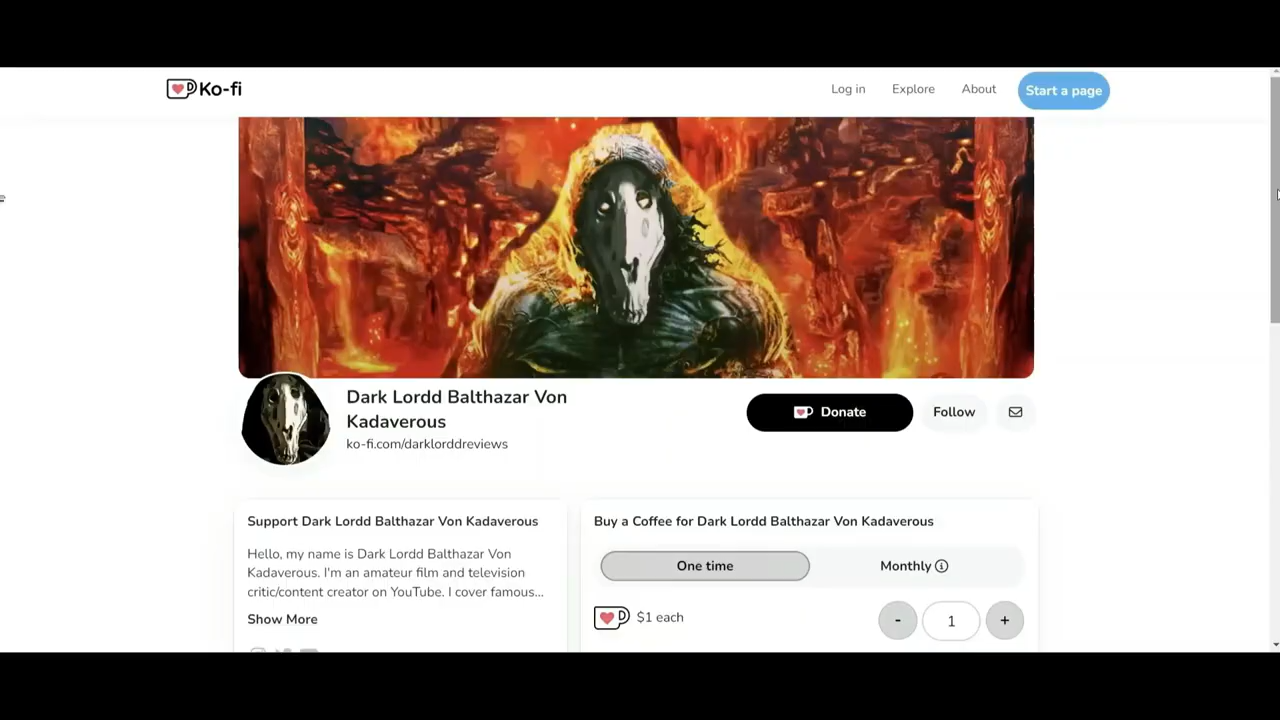 Ko-fi
Log in
Explore
About
Start a page
Dark Lordd Balthazar Von
Kadaverous
ko-fi.com/darklorddreviews
Donate
Follow
Support Dark Lordd Balthazar Von Kadaverous
Hello, my name is Dark Lordd Balthazar Von
Kadaverous. I'm an amateur film and television
critic/content creator on YouTube. I cover famous...
Show More
Buy a Coffee for Dark Lordd Balthazar Von Kadaverous
One time
Monthly
$1 each
-
1
+